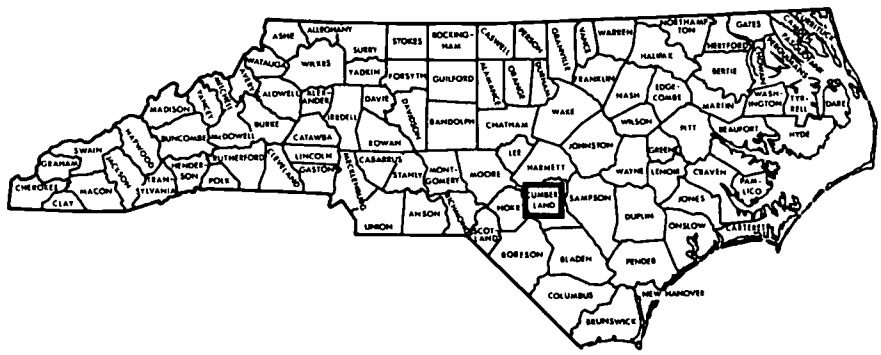 ASHE
ALLEGHANY
SURRY
STOKES
ROCKING-
HAM
CASWELL
PERSON
GRANVILLE
VANCE
WARREN
NORTHAMP-
TON
GATES
HERTFORD
CURRITUCK
CAMDEN
WATAUGA
WILKES
YADKIN
FORSYTH
GUILFORD
ALAMANCE
ORANGE
DURHAM
FRANKLIN
HALIFAX
BERTIE
AVERY
MITCHELL
YANCEY
MADISON
ALDWELL
ALEX-
ANDER
IREDELL
DAVIE
DAVIDSON
RANDOLPH
CHATHAM
WAKE
NASH
EDGE-
COMBE
MARTIN
WASH-
INGTON
TYR-
RELL
DARE
BURKE
McDOWELL
BUNCOMBE
HAYWOOD
SWAIN
GRAHAM
CHEROKEE
CLAY
MACON
JACKSON
TRAN-
SYLVANIA
HENDER-
SON
POLK
RUTHERFORD
CLEVELAND
CATAWBA
LINCOLN
GASTON
ROWAN
CABARRUS
MECKLENBURG
STANLY
MONT-
GOMERY
MOORE
LEE
HARNETT
JOHNSTON
WILSON
GREEN
PITT
BEAUFORT
HYDE
WAYNE
LENOIR
CRAVEN
PAM-
LICO
JONES
UNION
ANSON
RICHMOND
SCOT-
LAND
HOKE
CUMBER
LAND
SAMPSON
DUPLIN
ONSLOW
CARTERET
ROBESON
BLADEN
PENDER
COLUMBUS
NEW HANOVER
BRUNSWICK